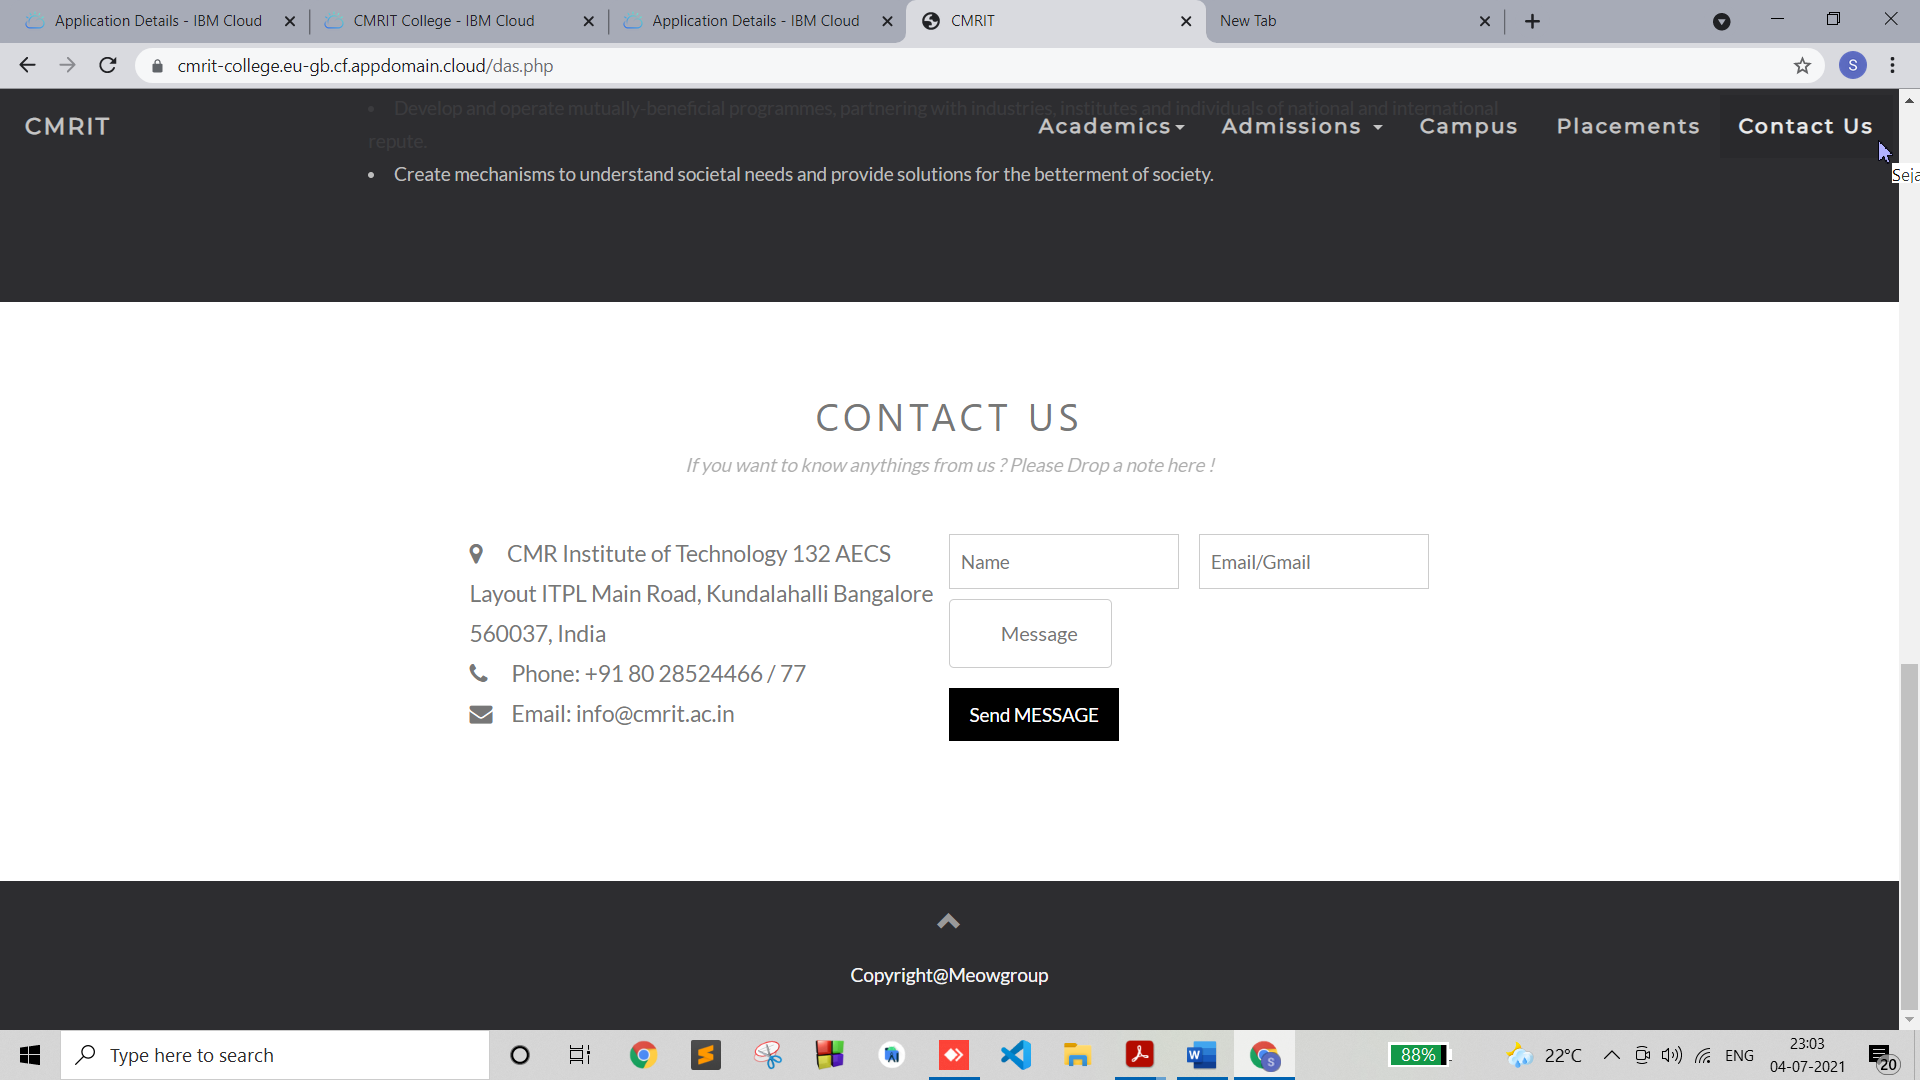 Application Details - IBM Cloud
CMRIT College - IBM Cloud
Application Details - IBM Cloud
CMRIT
New Tab
cmrit-college.eu-gb.cf.appdomain.cloud/das.php
S
CMRIT
Academics
Admissions
Campus
Placements
Contact Us
• Develop and operate mutually-beneficial programmes, partnering with industries, institutes and individuals of national and international
repute.
• Create mechanisms to understand societal needs and provide solutions for the betterment of society.
Seja
CONTACT US
If you want to know anythings from us ? Please Drop a note here !
CMR Institute of Technology 132 AECS
Layout ITPL Main Road, Kundalahalli Bangalore
560037, India
Phone: +91 80 28524466 / 77
Email: info@cmrit.ac.in
Name
Email/Gmail
Message
Send MESSAGE
Copyright@Meowgroup
Type here to search
88%
22°C
ENG
23:03
04-07-2021
20